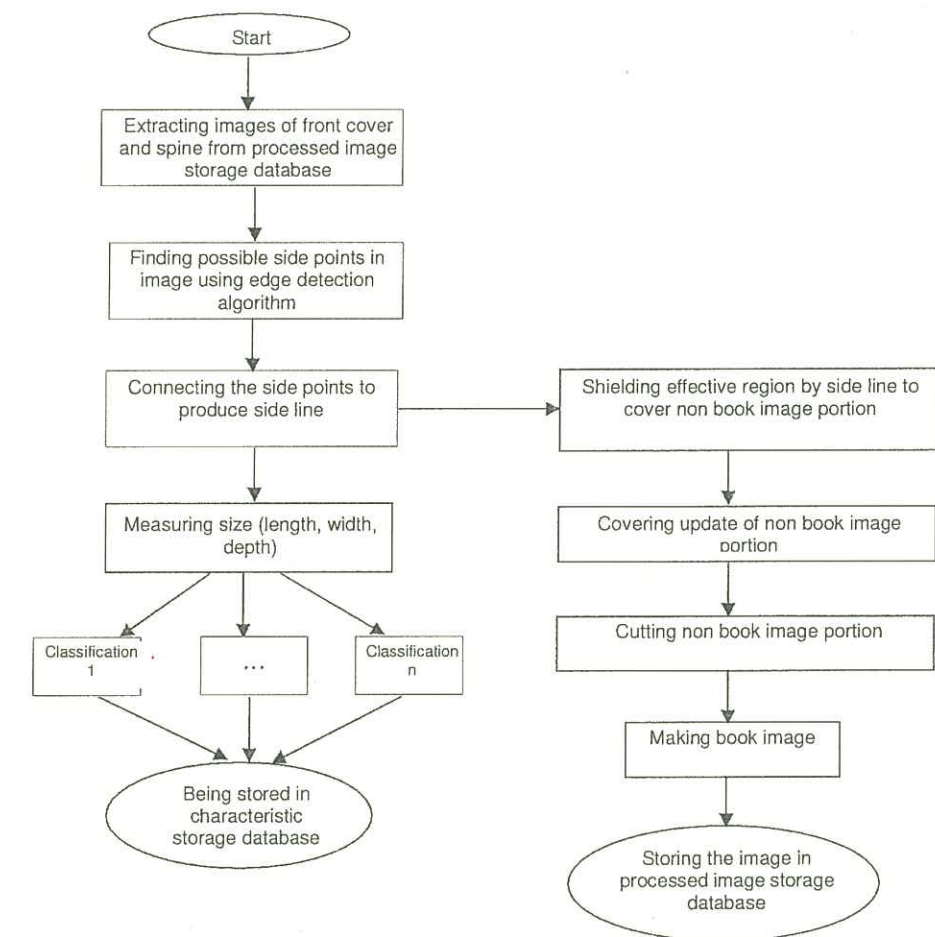 Start
Extracting images of front cover
and spine from processed image
storage database
Finding possible side points in
image using edge detection
algorithm
Connecting the side points to
produce side line
Shielding effective region by side line to
cover non book image portion
Measuring size (length, width,
depth)
Covering update of non book image
portion
Classification
1
...
Classification
n
Cutting non book image portion
Making book image
Being stored in
characteristic
storage database
Storing the image in
processed image storage
database